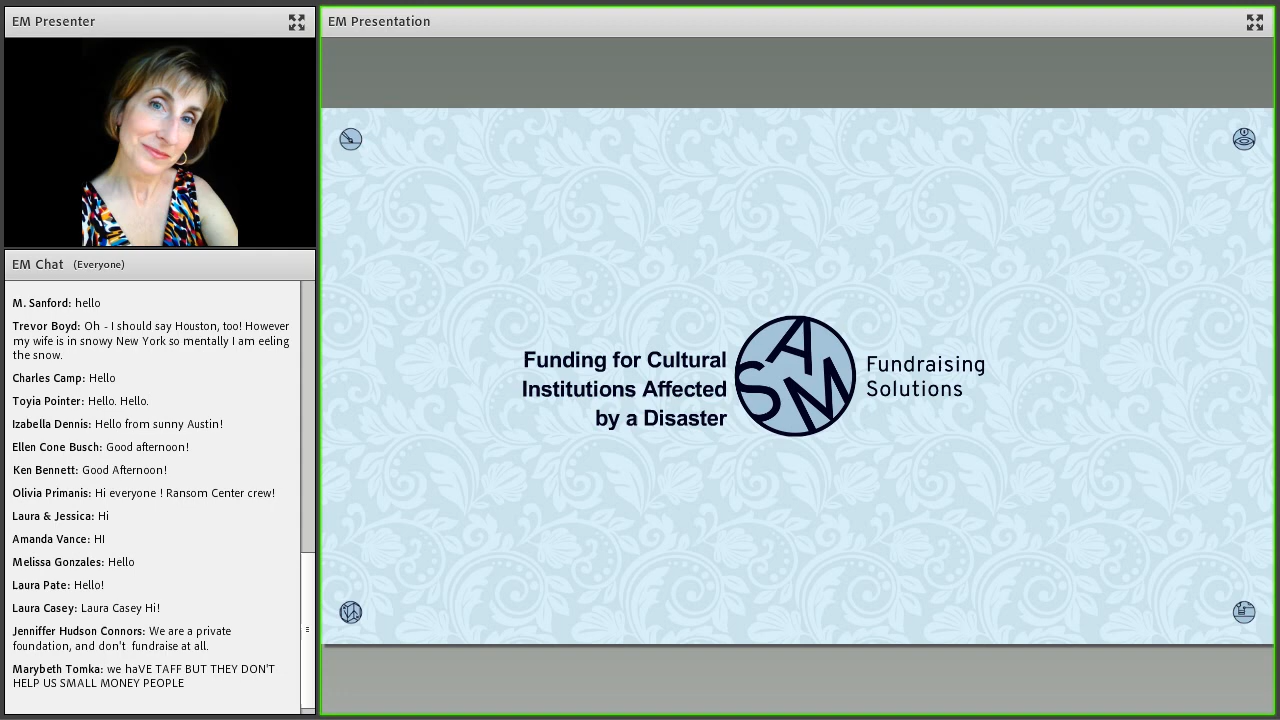 EM Presenter
EM Chat (Everyone)
M. Sanford: hello
Trevor Boyd: Oh - I should say Houston, too! However
my wife is in snowy New York so mentally I am eeling
the snow.
Charles Camp: Hello
Toyia Pointer: Hello. Hello.
Izabella Dennis: Hello from sunny Austin!
Ellen Cone Busch: Good afternoon!
Ken Bennett: Good Afternoon!
Olivia Primanis: Hi everyone ! Ransom Center crew!
Laura & Jessica: Hi
Amanda Vance: HI
Melissa Gonzales: Hello
Laura Pate: Hello!
Laura Casey: Laura Casey Hi!
Jenniffer Hudson Connors: We are a private
foundation, and don't fundraise at all.
Marybeth Tomka: we haVE TAFF BUT THEY DON'T
HELP US SMALL MONEY PEOPLE
EM Presentation
Funding for Cultural
Institutions Affected
by a Disaster
SAM
Fundraising
Solutions